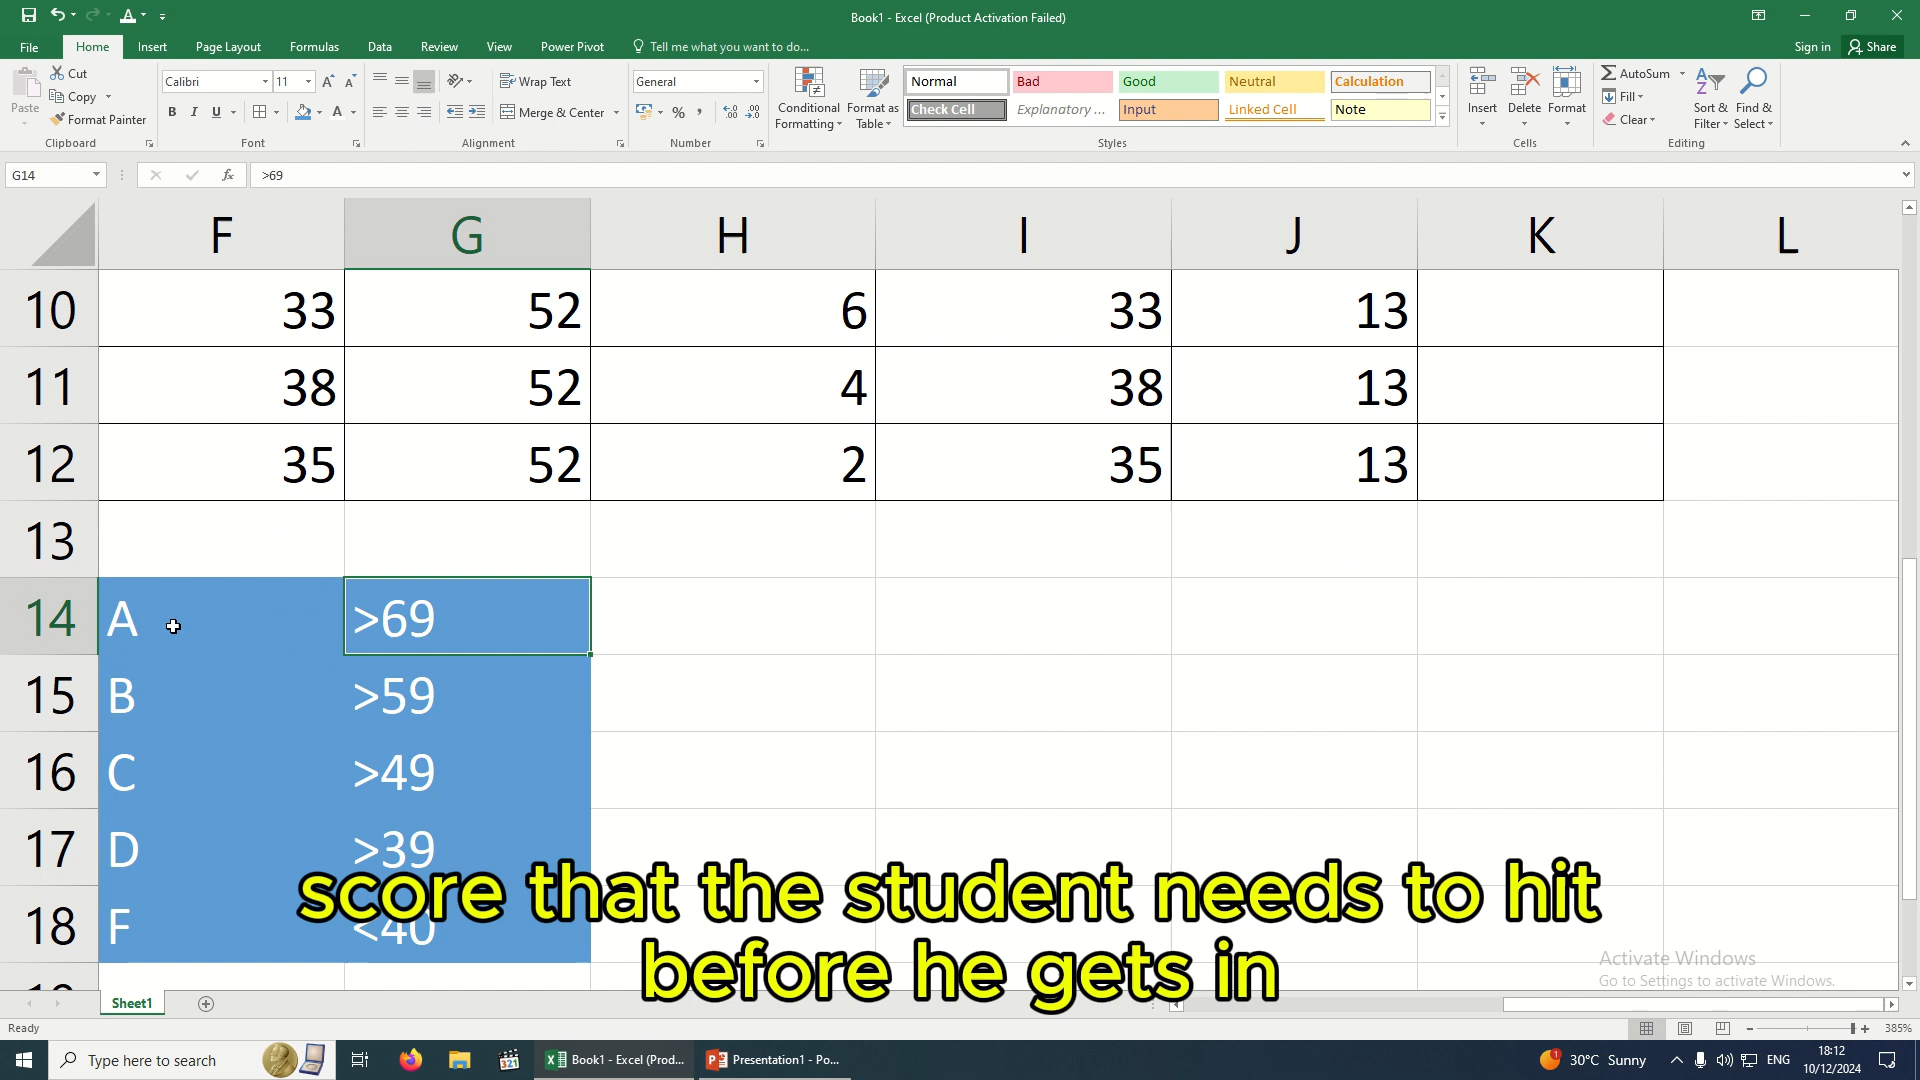 Book1 - Excel (Product Activation Failed)
File Home Insert Page Layout Formulas Data Review View Power Pivot Tell me what you want to do... Sign in Share
Paste Cut Copy Format Painter Clipboard
Calibri 11 B I U A Font
Wrap Text Merge & Center Alignment
General % , Number
Conditional Formatting Format as Table
Normal Bad Good Neutral Calculation
Check Cell Explanatory ... Input Linked Cell Note
Styles
Insert Delete Format Cells
AutoSum Fill Clear Sort & Filter Find & Select Editing
G14 fx >69
F G H I J K L
10 33 52 6 33 13
11 38 52 4 38 13
12 35 52 2 35 13
13
14 A >69
15 B >59
16 C >49
17 D >39
18 F <40
score that the student needs to hit
before he gets in
Activate Windows
Go to Settings to activate Windows.
Sheet1
Ready 385%
Type here to search 321 Book1 - Excel (Prod... Presentation1 - Po... 30°C Sunny ENG 18:12
10/12/2024